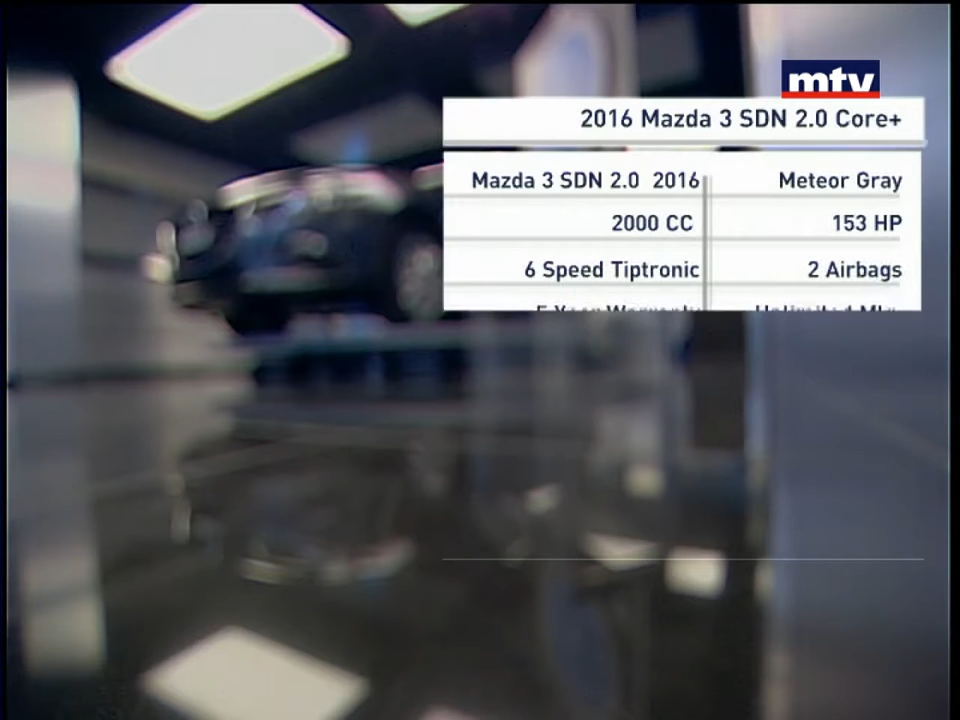 mtv
2016 Mazda 3 SDN 2.0 Core+
Mazda 3 SDN 2.0 2016 Meteor Gray
2000 CC 153 HP
6 Speed Tiptronic 2 Airbags